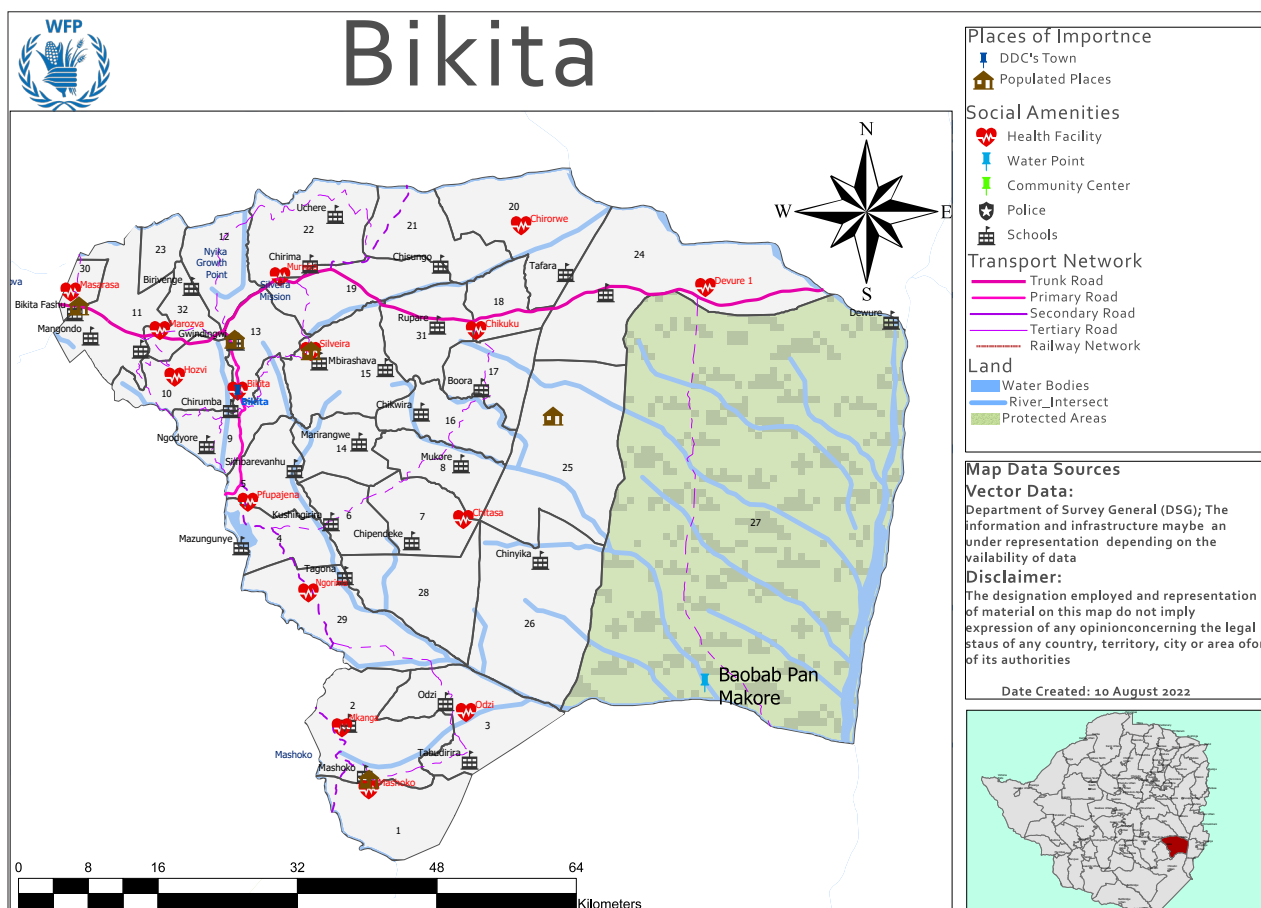 WFP
Bikita
N
W
E
S
20
Chirorwe
Uchere
22
21
12
Nyika
Growth
Point
23
30
Chirima
Chisungo
24
Tafara
Masarasa
Birivenge
Silveira
Mission
19
Devure 1
Bikita Fashu
11
32
18
Dewure
Marozva
Rupare
Chikuku
Mangondo
Gwindingwi
13
31
Silveira
Mbirashava
15
17
Hozvi
Boora
10
Bikita
Bikita
Chirumba
Chikwira
16
9
Marirangwe
14
Ngodyore
Mukore
8
25
5
Pfupajena
Kushingirira
6
7
Chitasa
27
4
Mazungunye
Chipendeke
Chinyika
Tagona
28
29
26
Baobab Pan
Makore
Odzi
Odzi
2
3
Mashoko
Tabudirira
Mashoko
Mashoko
1
0 8 16 32 48 64
Kilometers
Places of Importnce
DDC's Town
Populated Places
Social Amenities
Health Facility
Water Point
Community Center
Police
Schools
Transport Network
Trunk Road
Primary Road
Secondary Road
Tertiary Road
Railway Network
Land
Water Bodies
River_Intersect
Protected Areas
Map Data Sources
Vector Data:
Department of Survey General (DSG); The
information and infrastructure maybe an
under representation depending on the
vailability of data
Disclaimer:
The designation employed and representation
of material on this map do not imply
expression of any opinionconcerning the legal
staus of any country, territory, city or area ofor
of its authorities
Date Created: 10 August 2022